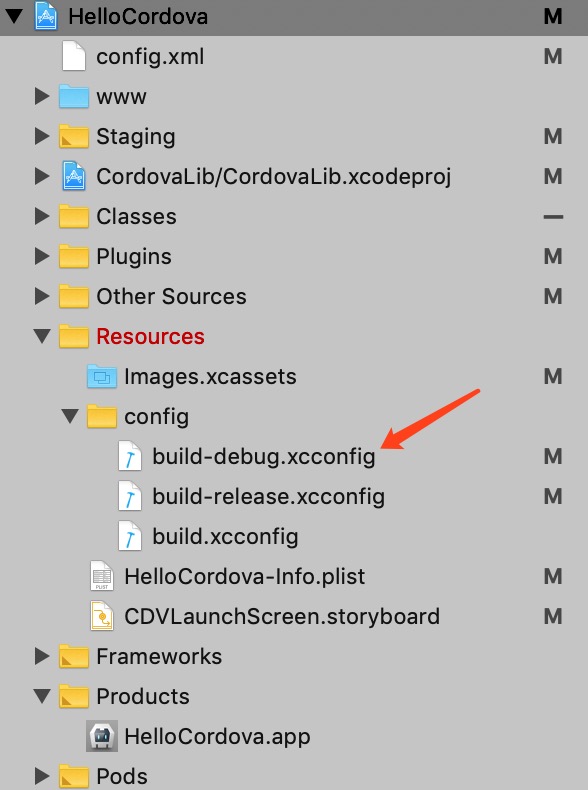 HelloCordova M
config.xml M
www
Staging M
CordovaLib/CordovaLib.xcodeproj M
Classes —
Plugins M
Other Sources M
Resources
Images.xcassets M
config
build-debug.xcconfig M
build-release.xcconfig M
build.xcconfig
PLIST HelloCordova-Info.plist M
CDVLaunchScreen.storyboard M
Frameworks
Products
HelloCordova.app
Pods